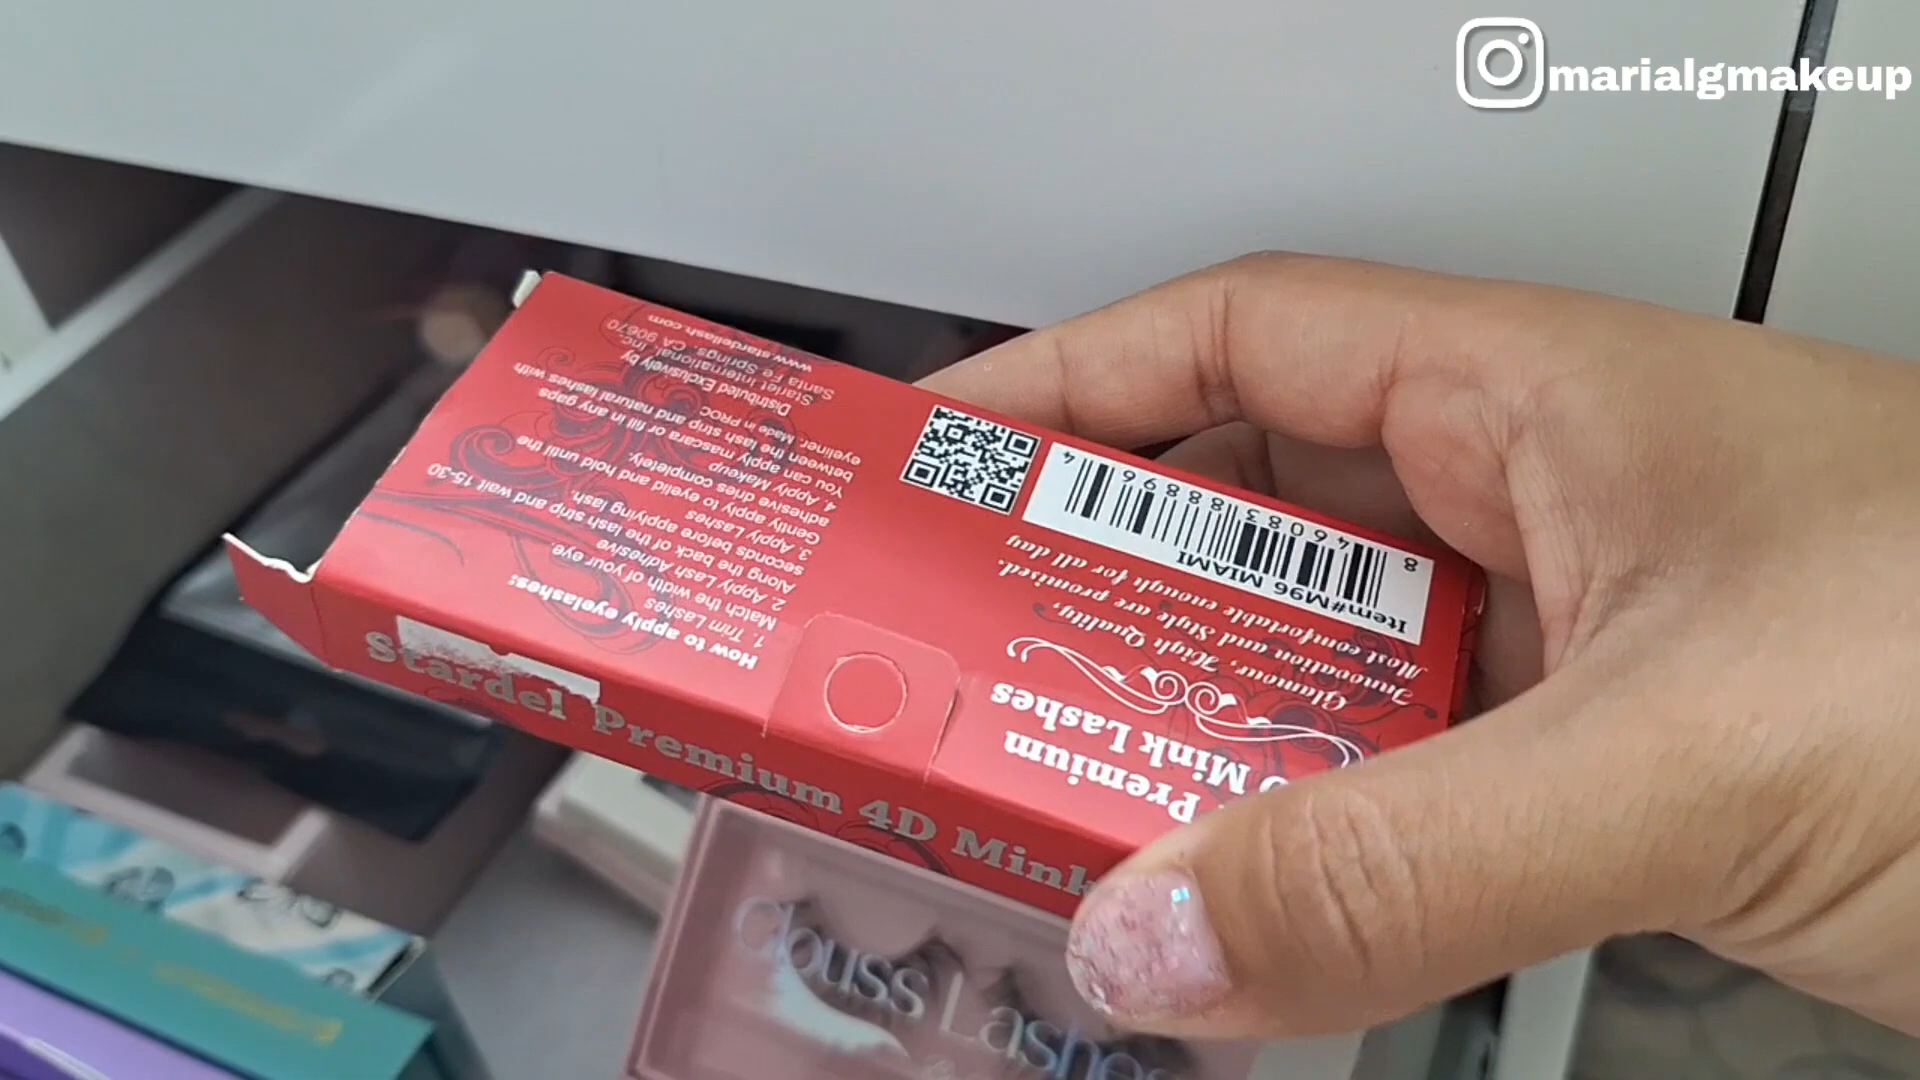 marialgmakeup
Premium
Mink Lashes
Glamour, High Quality,
Innovation and Style are promised.
Most comfortable enough for all day
Item#M96 MIAMI
8 46083 88896 4
How to apply eyelashes:
1. Trim Lashes
Match the width of your eye.
2. Apply Lash Adhesive
Along the back of the lash strip and wait 15-30
seconds before applying lash.
3. Apply Lashes
Gently apply to eyelid and hold until the
adhesive dries completely.
4. Apply Makeup
You can apply mascara or fill in any gaps
between the lash strip and natural lashes with
eyeliner. Made in PROC
Distributed Exclusively by
Starlet International, Inc.
Santa Fe Springs, CA 90670
www.stardellash.com
Stardel Premium 4D Mink
Glouss Lashes